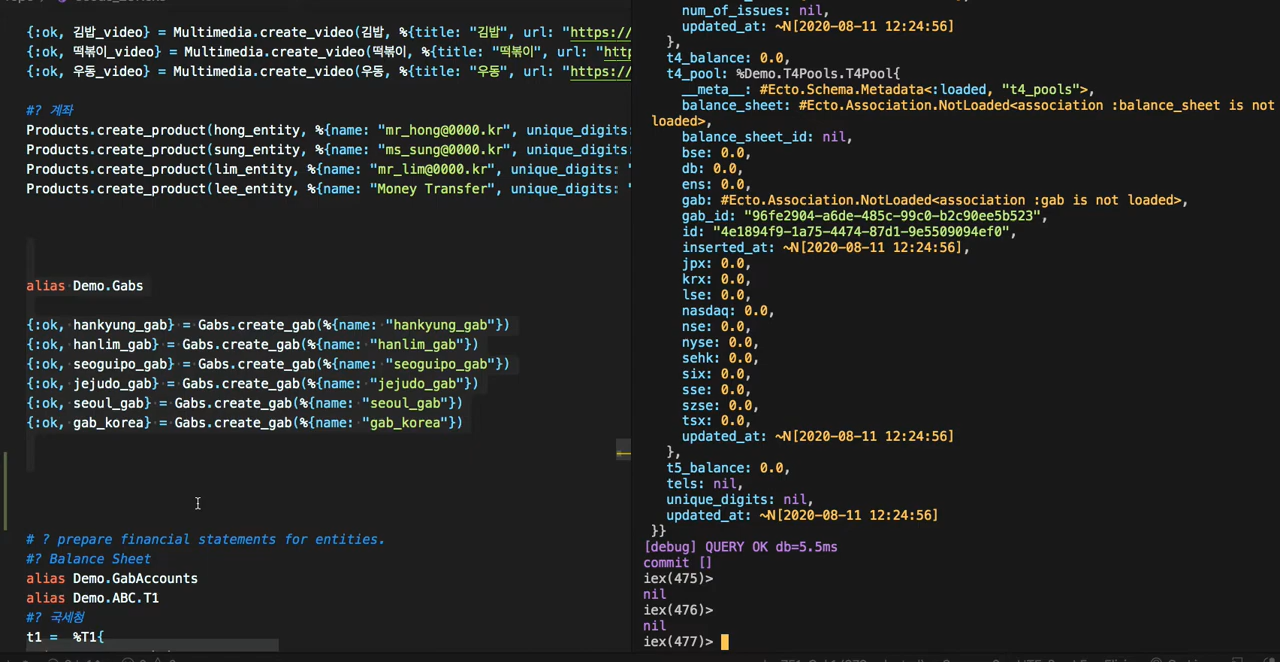 {:ok, 김밥_video} = Multimedia.create_video(김밥, %{title: "김밥", url: "https://
{:ok, 떡볶이_video} = Multimedia.create_video(떡볶이, %{title: "떡볶이", url: "http
{:ok, 우동_video} = Multimedia.create_video(우동, %{title: "우동", url: "https://
#? 계좌
Products.create_product(hong_entity, %{name: "mr_hong@0000.kr", unique_digits:
Products.create_product(sung_entity, %{name: "ms_sung@0000.kr", unique_digits:
Products.create_product(lim_entity, %{name: "mr_lim@0000.kr", unique_digits: "
Products.create_product(lee_entity, %{name: "Money Transfer", unique_digits: "
alias Demo.Gabs
{:ok, hankyung_gab} = Gabs.create_gab(%{name: "hankyung_gab"})
{:ok, hanlim_gab} = Gabs.create_gab(%{name: "hanlim_gab"})
{:ok, seoguipo_gab} = Gabs.create_gab(%{name: "seoguipo_gab"})
{:ok, jejudo_gab} = Gabs.create_gab(%{name: "jejudo_gab"})
{:ok, seoul_gab} = Gabs.create_gab(%{name: "seoul_gab"})
{:ok, gab_korea} = Gabs.create_gab(%{name: "gab_korea"})
# ? prepare financial statements for entities.
#? Balance Sheet
alias Demo.GabAccounts
alias Demo.ABC.T1
#? 국세청
t1 = %T1{
num_of_issues: nil,
updated_at: ~N[2020-08-11 12:24:56]
},
t4_balance: 0.0,
t4_pool: %Demo.T4Pools.T4Pool{
__meta__: #Ecto.Schema.Metadata<:loaded, "t4_pools">,
balance_sheet: #Ecto.Association.NotLoaded<association :balance_sheet is not
loaded>,
balance_sheet_id: nil,
bse: 0.0,
db: 0.0,
ens: 0.0,
gab: #Ecto.Association.NotLoaded<association :gab is not loaded>,
gab_id: "96fe2904-a6de-485c-99c0-b2c90ee5b523",
id: "4e1894f9-1a75-4474-87d1-9e5509094ef0",
inserted_at: ~N[2020-08-11 12:24:56],
jpx: 0.0,
krx: 0.0,
lse: 0.0,
nasdaq: 0.0,
nse: 0.0,
nyse: 0.0,
sehk: 0.0,
six: 0.0,
sse: 0.0,
szse: 0.0,
tsx: 0.0,
updated_at: ~N[2020-08-11 12:24:56]
},
t5_balance: 0.0,
tels: nil,
unique_digits: nil,
updated_at: ~N[2020-08-11 12:24:56]
}}
[debug] QUERY OK db=5.5ms
commit []
iex(475)>
nil
iex(476)>
nil
iex(477)>